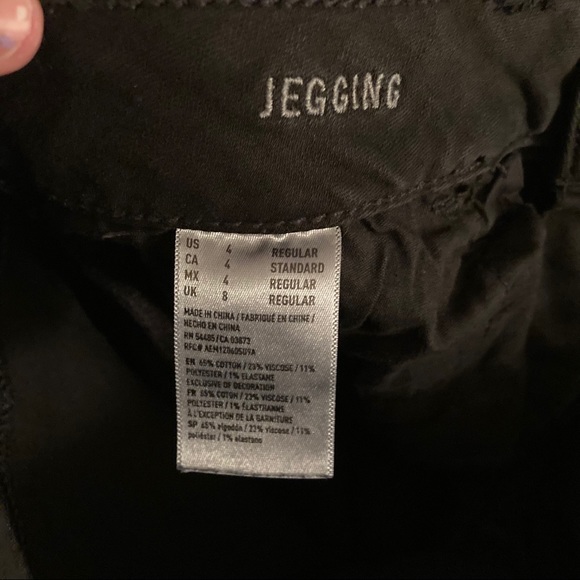 JEGGING
US 4 REGULAR
CA 4 STANDARD
MX 4 REGULAR
UK 8 REGULAR
MADE IN CHINA / FABRIQUÉ EN CHINE /
HECHO EN CHINA
RN 54485 / CA 03872
RFC# AEM120605UYA
EN 65% COTTON / 23% VISCOSE / 11%
POLYESTER / 1% ELASTANE
EXCLUSIVE OF DECORATION
FR 65% COTON / 23% VISCOSE / 11%
POLYESTER / 1% ÉLASTHANNE
À L'EXCEPTION DE LA GARNITURE
SP 65% algodón / 23% viscose / 11%
poliéster / 1% elastano